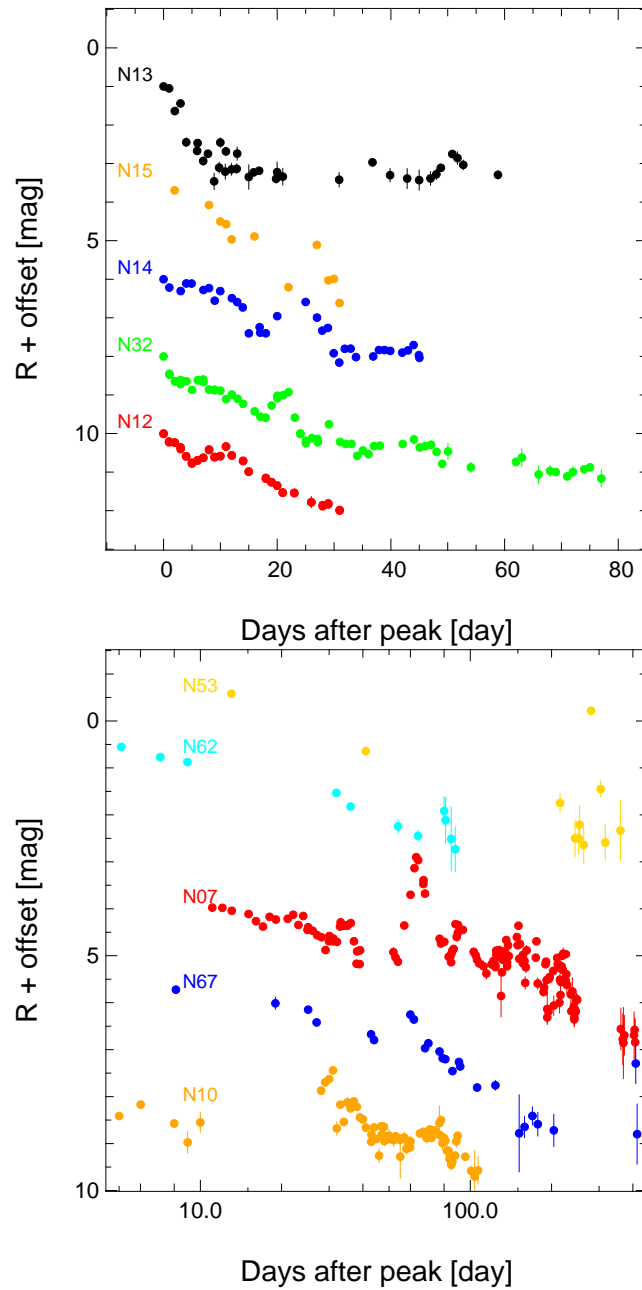 0
N13
N15
5
N14
N32
10
N12
R + offset [mag]
0 20 40 60 80
Days after peak [day]
N53
0
N62
N07
5
N67
N10
10
R + offset [mag]
10.0 100.0
Days after peak [day]